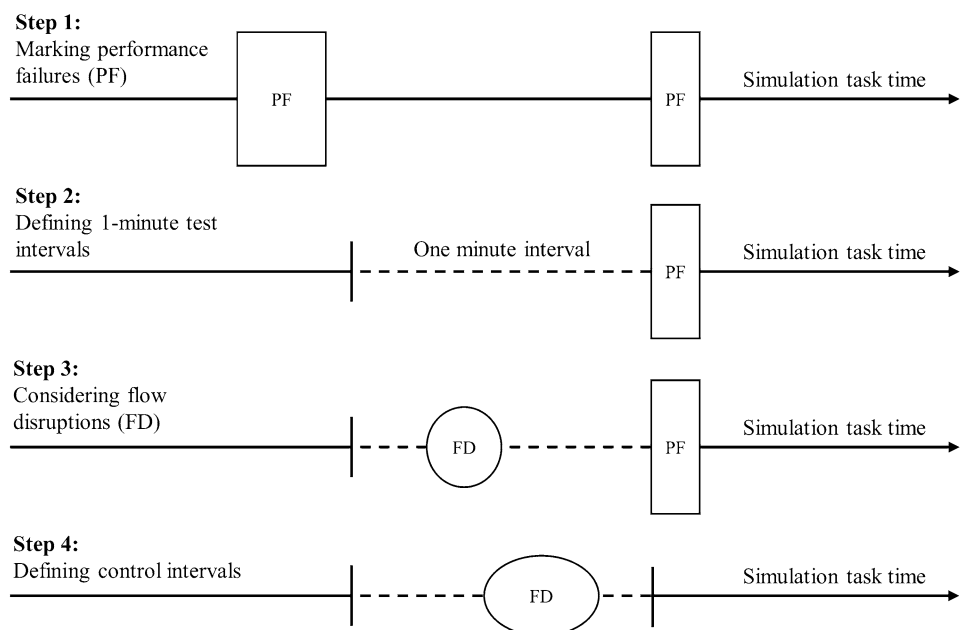 Step 1:
Marking performance
failures (PF)
PF
PF
Simulation task time
Step 2:
Defining 1-minute test
intervals
One minute interval
PF
Simulation task time
Step 3:
Considering flow
disruptions (FD)
FD
PF
Simulation task time
Step 4:
Defining control intervals
FD
Simulation task time